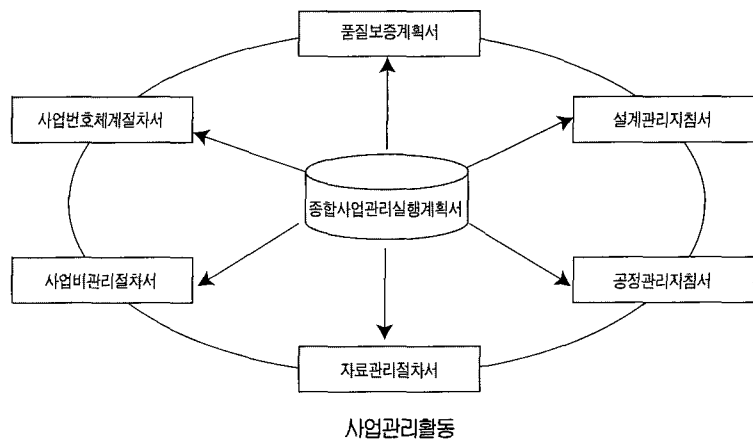 품질보증계획서
사업번호체계절차서
설계관리지침서
종합사업관리실행계획서
사업비관리절차서
공정관리지침서
자료관리절차서
사업관리활동